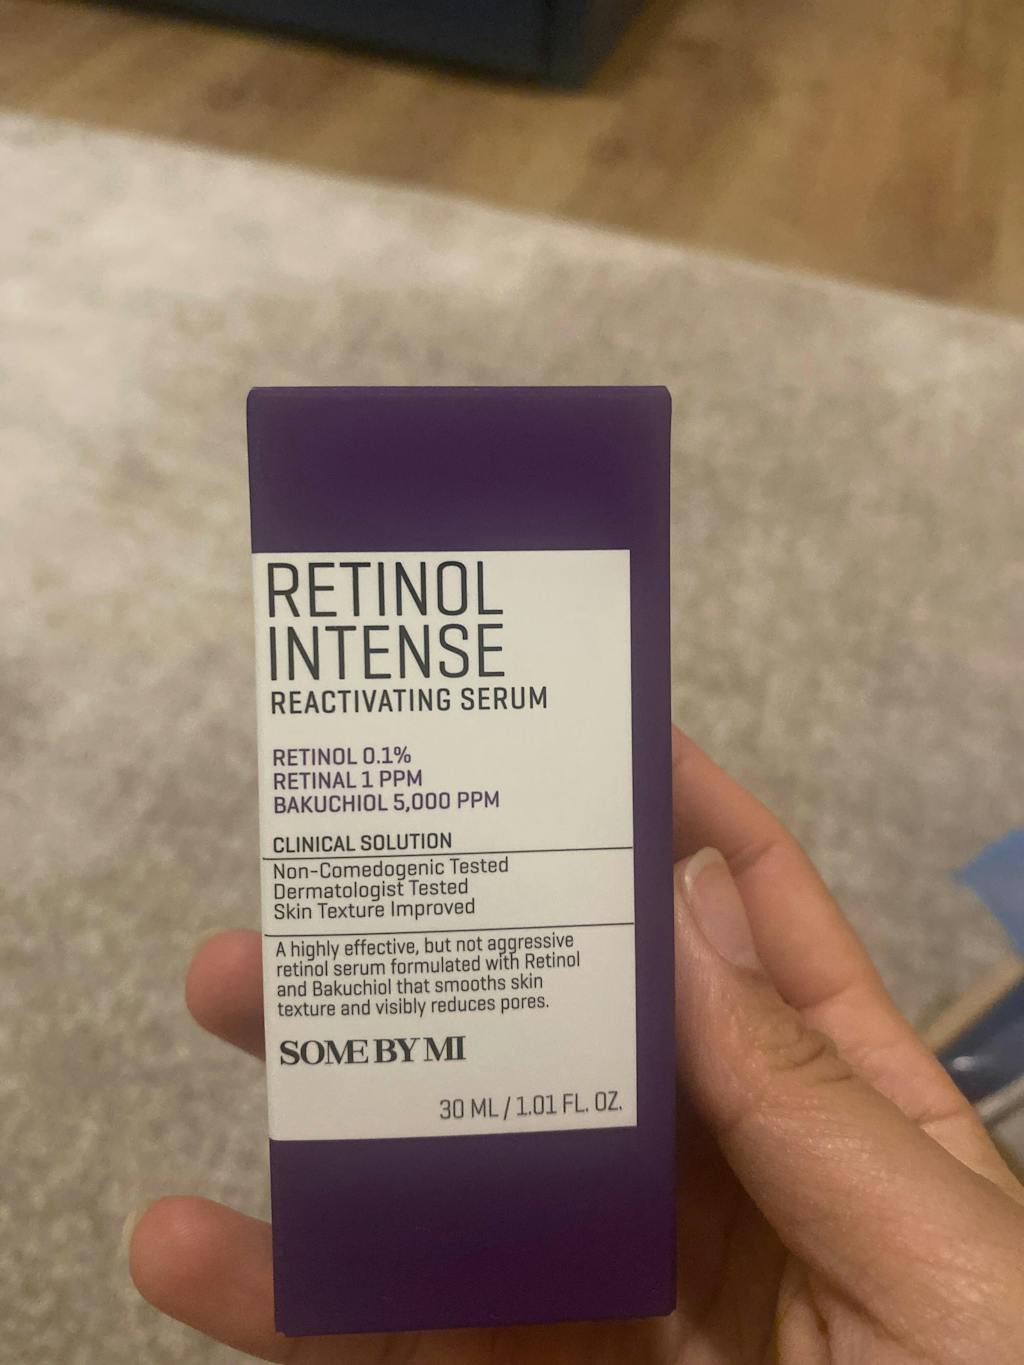 RETINOL
INTENSE
REACTIVATING SERUM
RETINOL 0.1%
RETINAL 1 PPM
BAKUCHIOL 5,000 PPM
CLINICAL SOLUTION
Non-Comedogenic Tested
Dermatologist Tested
Skin Texture Improved
A highly effective, but not aggressive
retinol serum formulated with Retinol
and Bakuchiol that smooths skin
texture and visibly reduces pores.
SOME BY MI
30 ML / 1.01 FL. OZ.